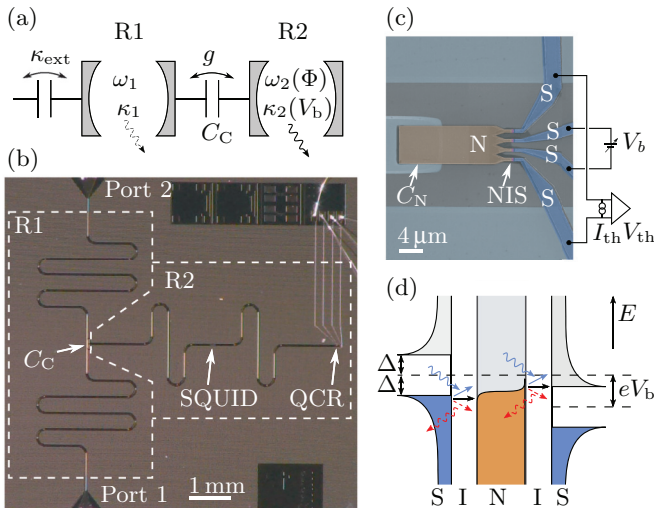 (a)
R1
R2
κext
g
ω1
κ1
CC
ω2(Φ)
κ2(Vb)
(b)
Port 2
R1
R2
CC
SQUID
QCR
Port 1
1 mm
(c)
S
S
S
S
N
CN
NIS
4 μm
Vb
Ith Vth
(d)
E
Δ
Δ
eVb
S I N I S